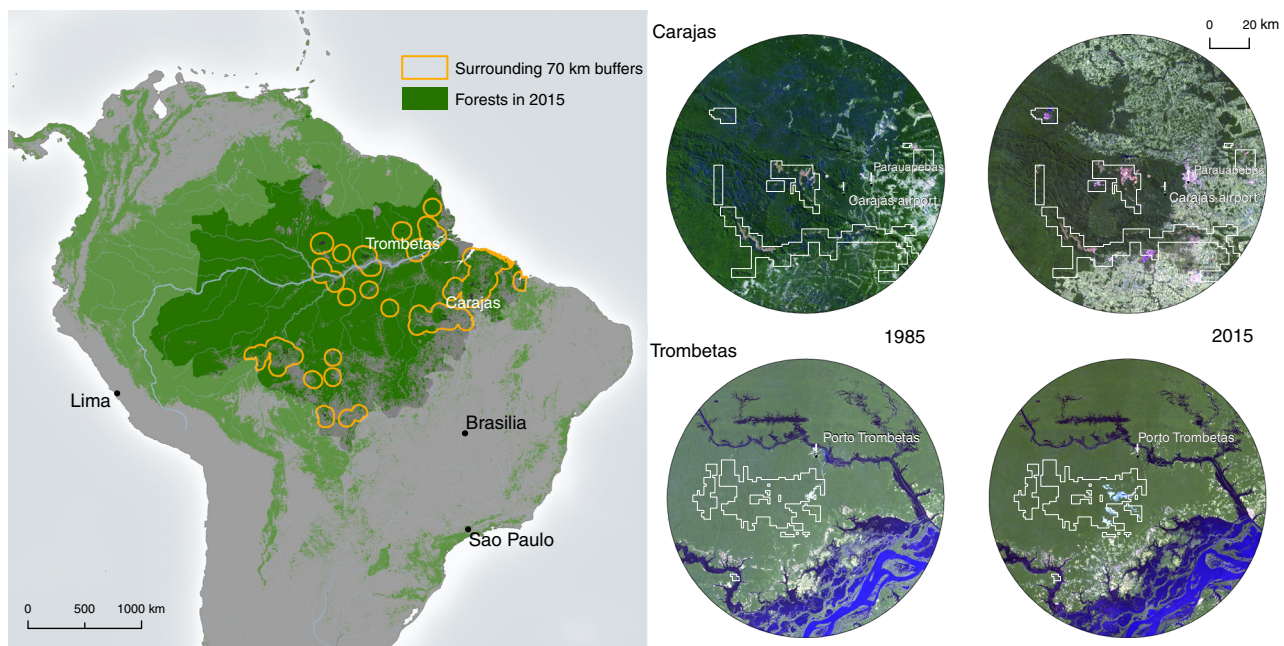 Surrounding 70 km buffers
Forests in 2015
Trombetas
Carajas
Lima
Brasilia
Sao Paulo
0 500 1000 km
Carajas
0 20 km
Parauapebas
Carajas airport
Parauapebas
Carajas airport
1985
2015
Trombetas
Porto Trombetas
Porto Trombetas